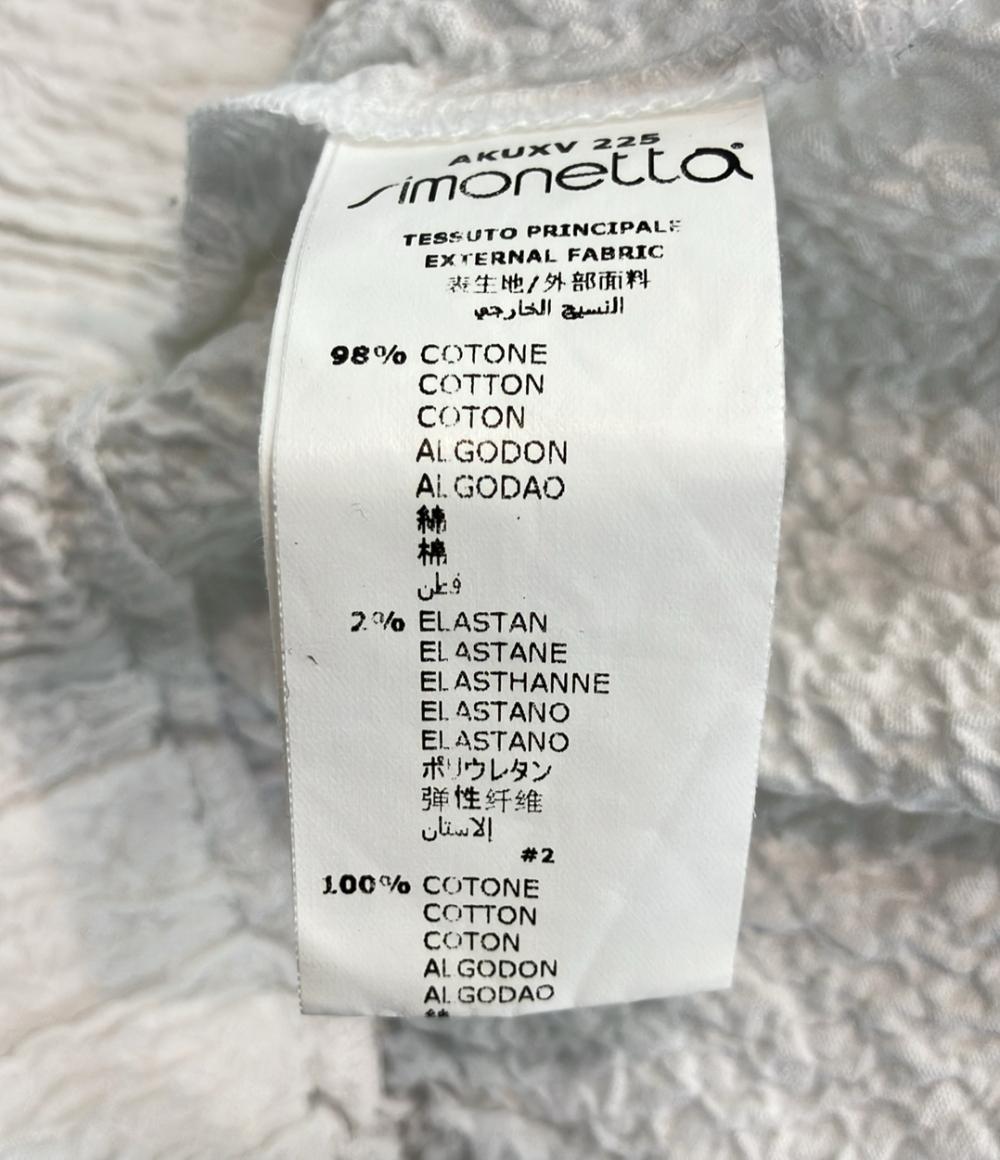 AKUXV 225
simonetta
TESSUTO PRINCIPALE
EXTERNAL FABRIC
表生地/外部面料
النسيج الخارجي
98% COTONE
COTTON
COTON
ALGODON
ALGODAO
綿
棉
قطن
2% ELASTAN
ELASTANE
ELASTHANNE
ELASTANO
ELASTANO
ポリウレタン
弹性纤维
إلاستان
#2
100% COTONE
COTTON
COTON
ALGODON
ALGODAO